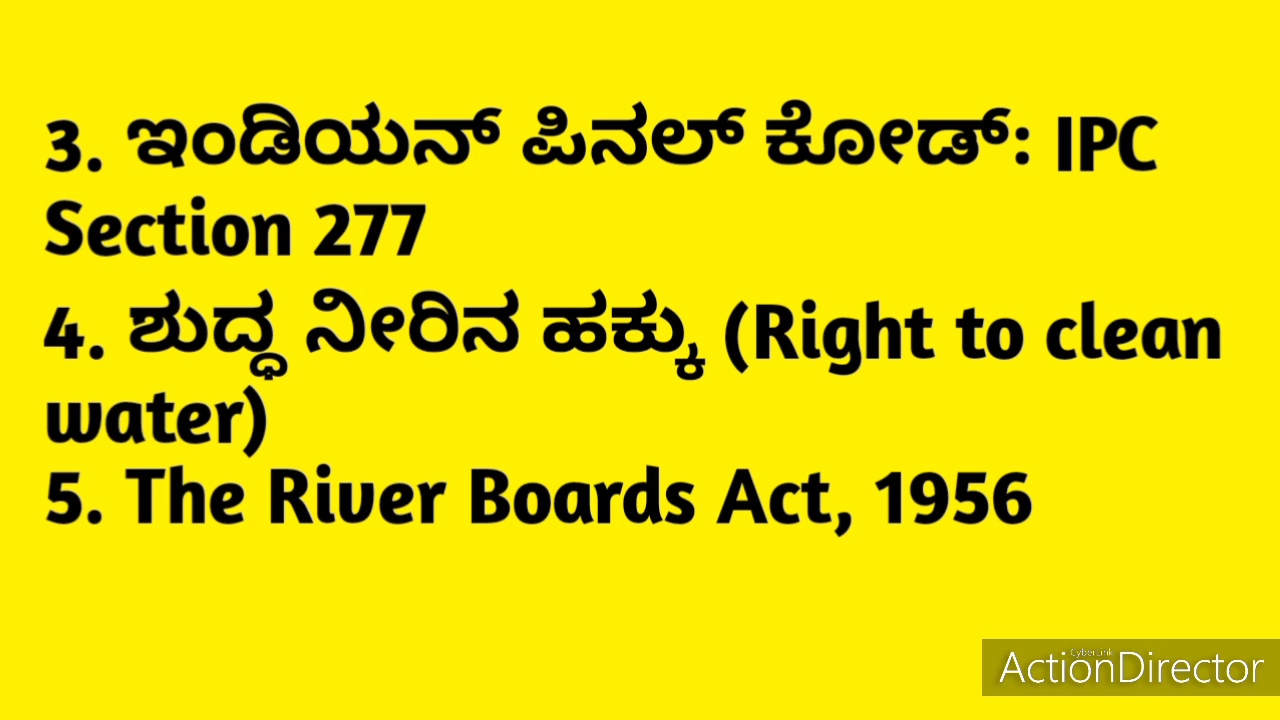 3. ಇಂಡಿಯನ್ ಪಿನಲ್ ಕೋಡ್: IPC
Section 277
4. ಶುದ್ಧ ನೀರಿನ ಹಕ್ಕು (Right to clean
water)
5. The River Boards Act, 1956
CyberLink
ActionDirector